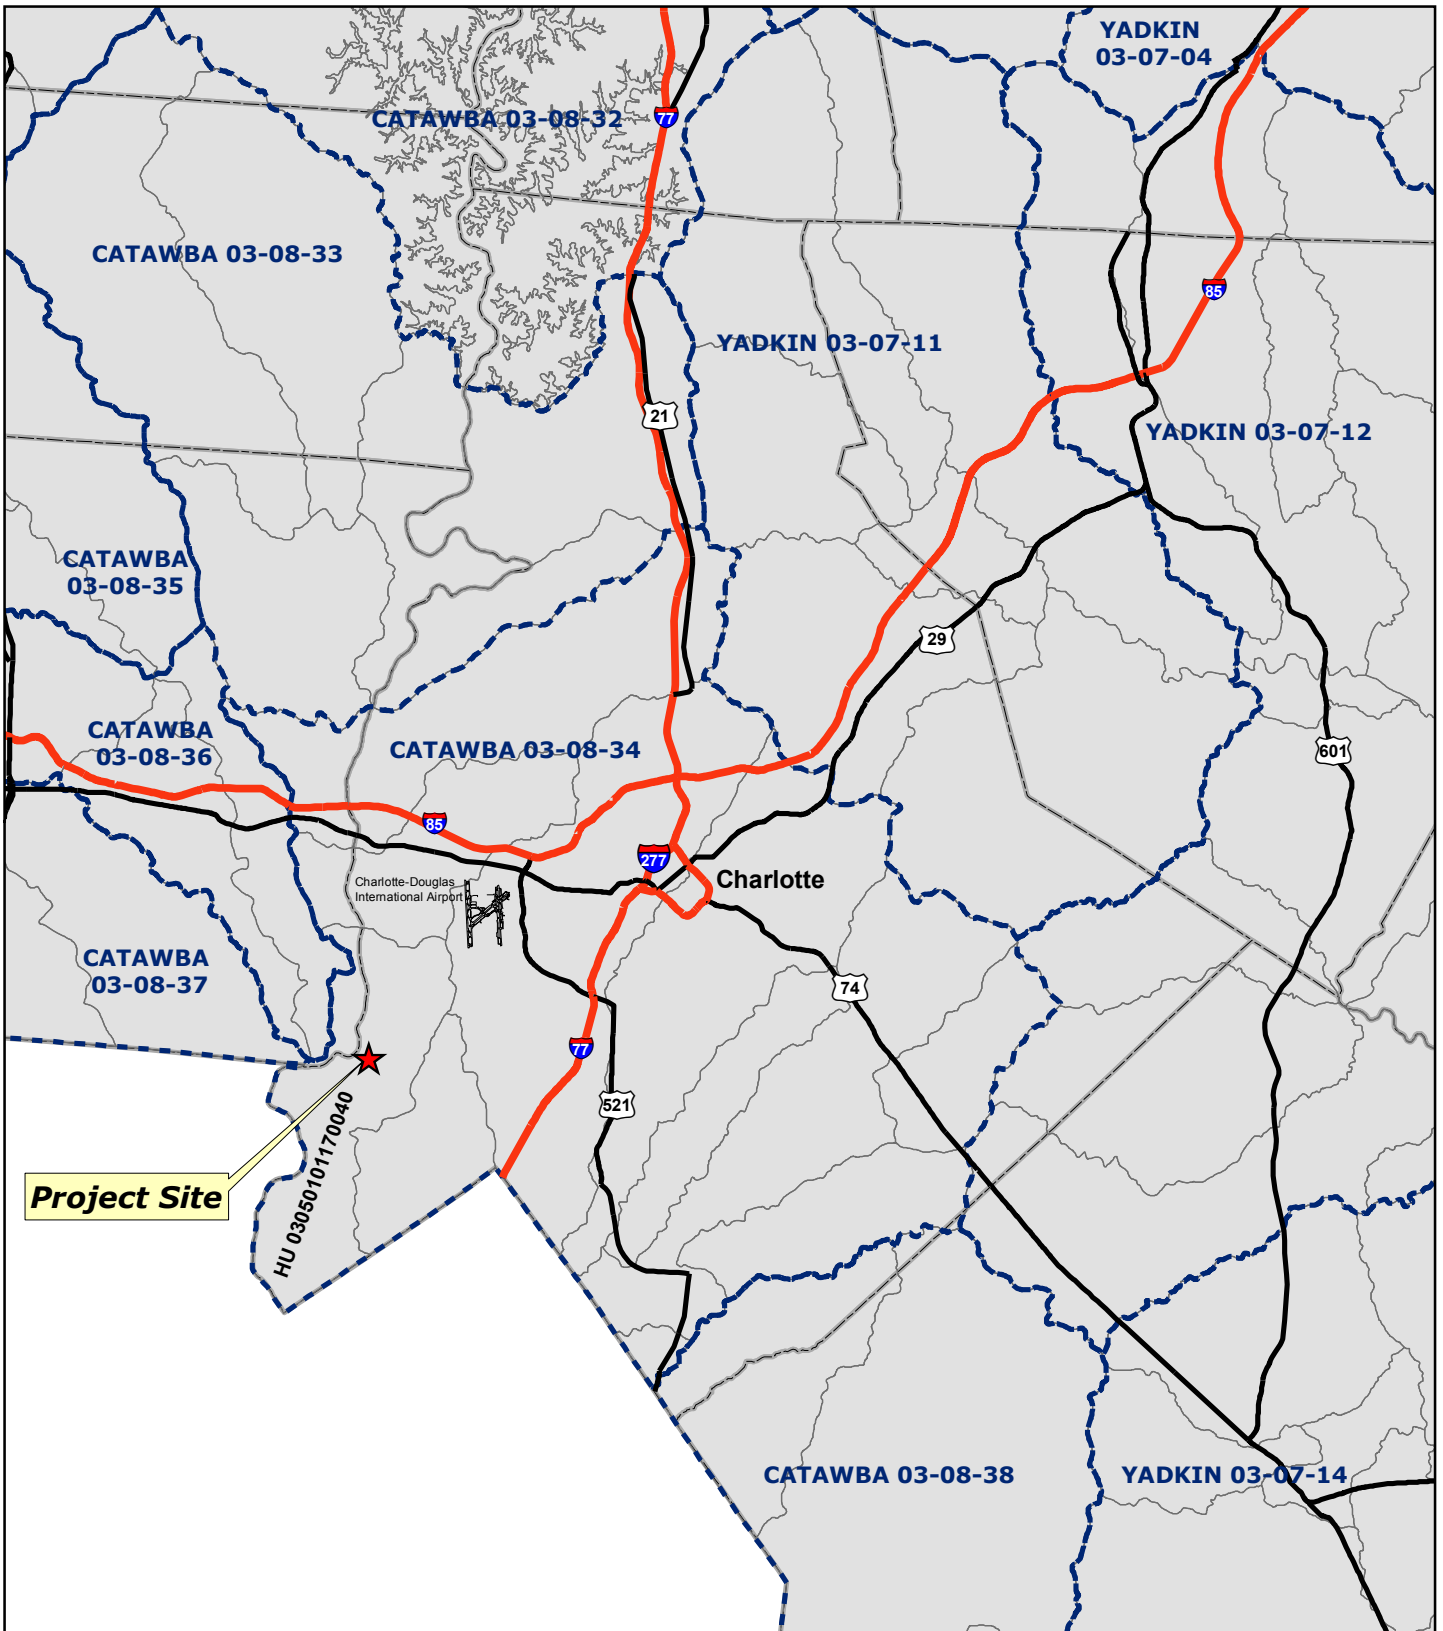 YADKIN
03-07-04
CATAWBA 03-08-32
77
CATAWBA 03-08-33
85
YADKIN 03-07-11
21
YADKIN 03-07-12
CATAWBA
03-08-35
29
CATAWBA
03-08-36
CATAWBA 03-08-34
601
85
277
Charlotte
Charlotte-Douglas
International Airport
CATAWBA
03-08-37
74
77
521
HU 03050101170040
Project Site
CATAWBA 03-08-38
YADKIN 03-07-14